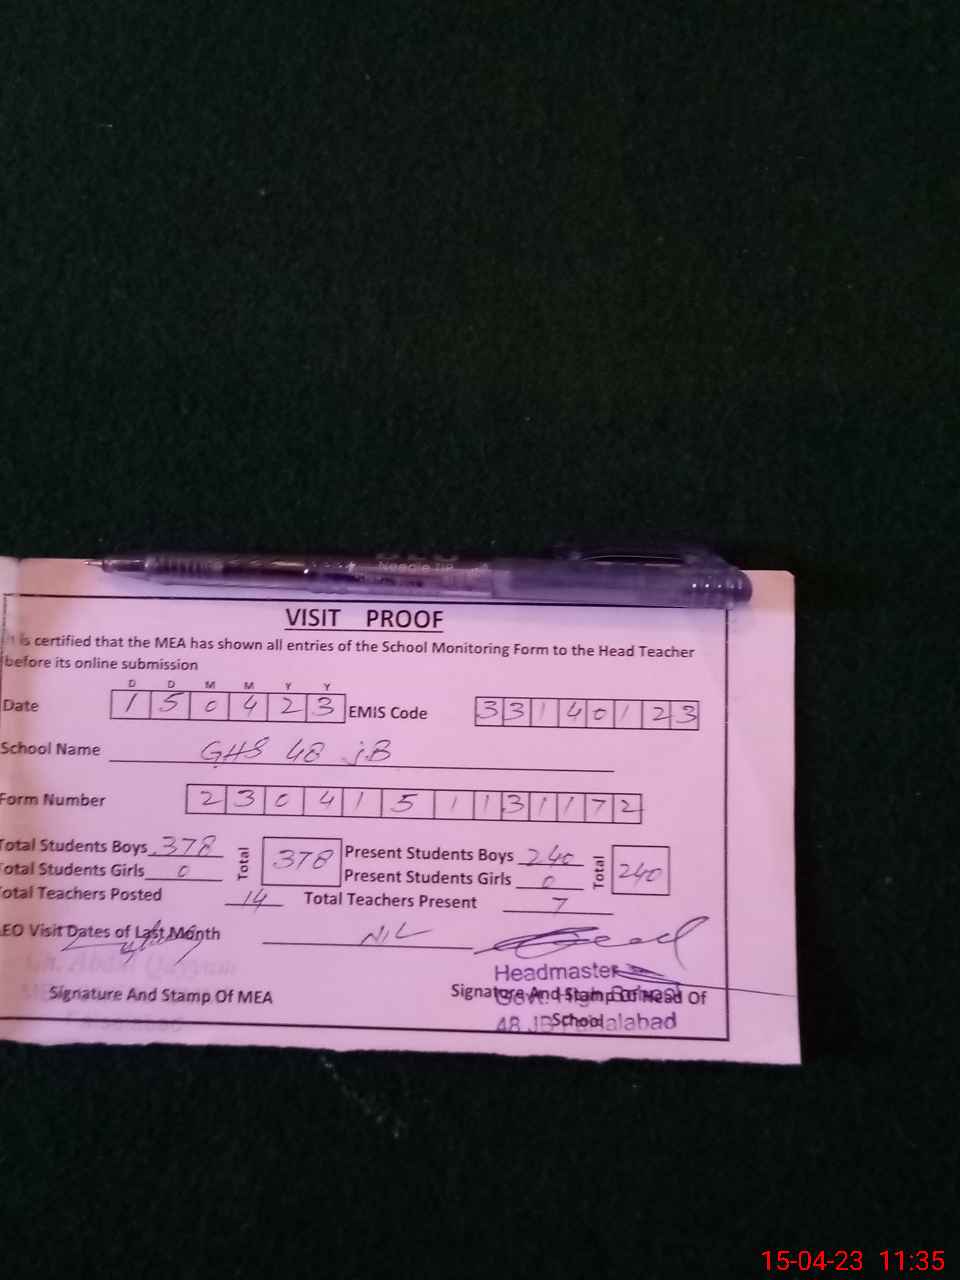 Needle TIP
VISIT PROOF
It is certified that the MEA has shown all entries of the School Monitoring Form to the Head Teacher
before its online submission
D D M M Y Y
Date 1 5 0 4 2 3 EMIS Code 3 3 1 4 0 1 2 3
School Name GHS 48 J.B
Form Number 2 3 0 4 1 5 1 1 3 1 1 7 2
Total Students Boys 378 Total 378 Present Students Boys 240 Total 240
Total Students Girls 0 Present Students Girls 0
Total Teachers Posted 14 Total Teachers Present 7
AEO Visit Dates of Last Month NIL
Headmaster
Signature And Stamp Of MEA Signature And Stamp Of Head Of
Govt. High School
School
48 JB
15-04-23 11:35